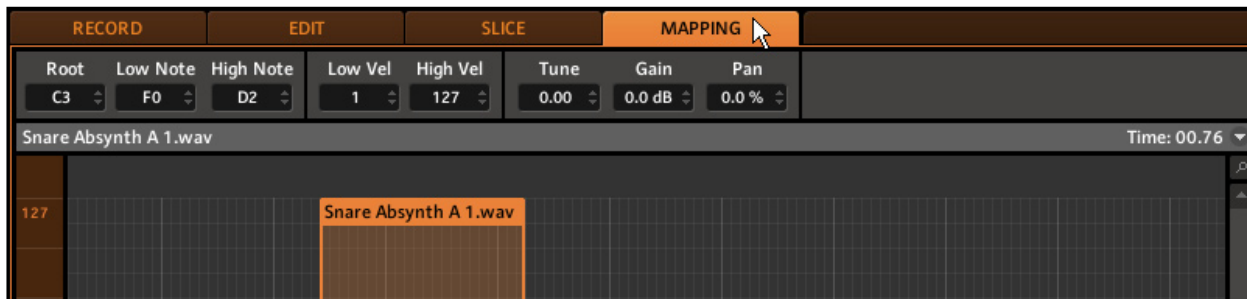 RECORD EDIT SLICE MAPPING
Root Low Note High Note Low Vel High Vel Tune Gain Pan
C3 F0 D2 1 127 0.00 0.0 dB 0.0 %
Snare Absynth A 1.wav Time: 00.76
127 Snare Absynth A 1.wav